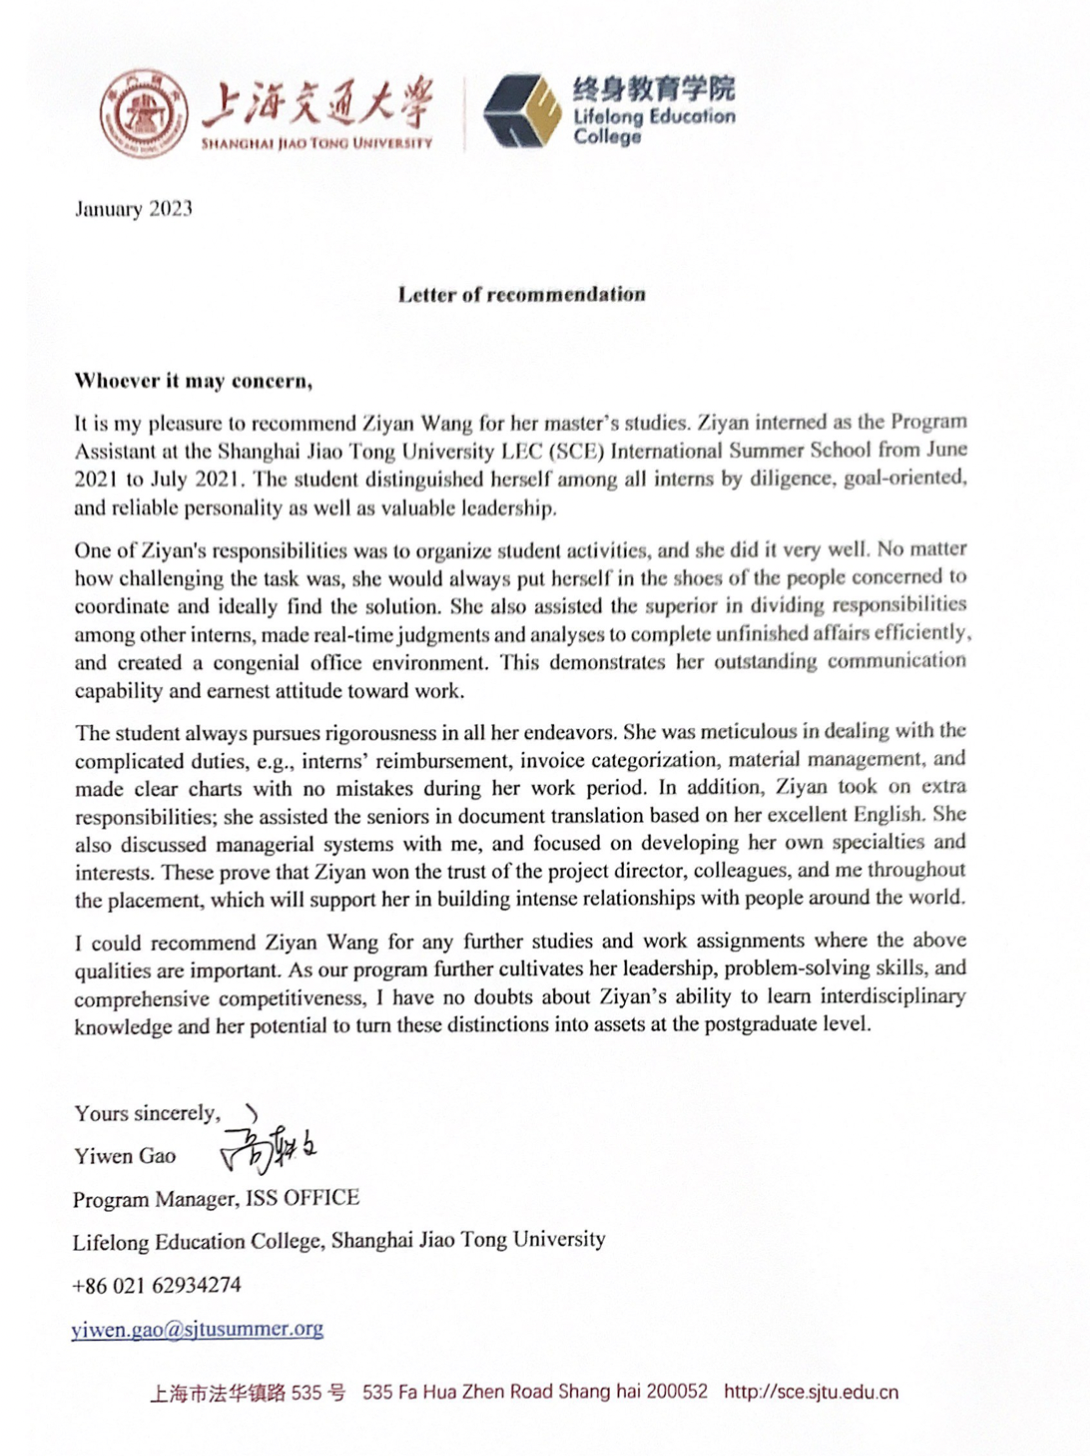 上海交通大学
SHANGHAI JIAO TONG UNIVERSITY
终身教育学院
Lifelong Education
College
January 2023
Letter of recommendation
Whoever it may concern,
It is my pleasure to recommend Ziyan Wang for her master's studies. Ziyan interned as the Program
Assistant at the Shanghai Jiao Tong University LEC (SCE) International Summer School from June
2021 to July 2021. The student distinguished herself among all interns by diligence, goal-oriented,
and reliable personality as well as valuable leadership.
One of Ziyan's responsibilities was to organize student activities, and she did it very well. No matter
how challenging the task was, she would always put herself in the shoes of the people concerned to
coordinate and ideally find the solution. She also assisted the superior in dividing responsibilities
among other interns, made real-time judgments and analyses to complete unfinished affairs efficiently,
and created a congenial office environment. This demonstrates her outstanding communication
capability and earnest attitude toward work.
The student always pursues rigorousness in all her endeavors. She was meticulous in dealing with the
complicated duties, e.g., interns' reimbursement, invoice categorization, material management, and
made clear charts with no mistakes during her work period. In addition, Ziyan took on extra
responsibilities; she assisted the seniors in document translation based on her excellent English. She
also discussed managerial systems with me, and focused on developing her own specialties and
interests. These prove that Ziyan won the trust of the project director, colleagues, and me throughout
the placement, which will support her in building intense relationships with people around the world.
I could recommend Ziyan Wang for any further studies and work assignments where the above
qualities are important. As our program further cultivates her leadership, problem-solving skills, and
comprehensive competitiveness, I have no doubts about Ziyan's ability to learn interdisciplinary
knowledge and her potential to turn these distinctions into assets at the postgraduate level.
Yours sincerely,
Yiwen Gao
Program Manager, ISS OFFICE
Lifelong Education College, Shanghai Jiao Tong University
+86 021 62934274
yiwen.gao@sjtusummer.org
上海市法华镇路 535 号 535 Fa Hua Zhen Road Shang hai 200052 http://sce.sjtu.edu.cn